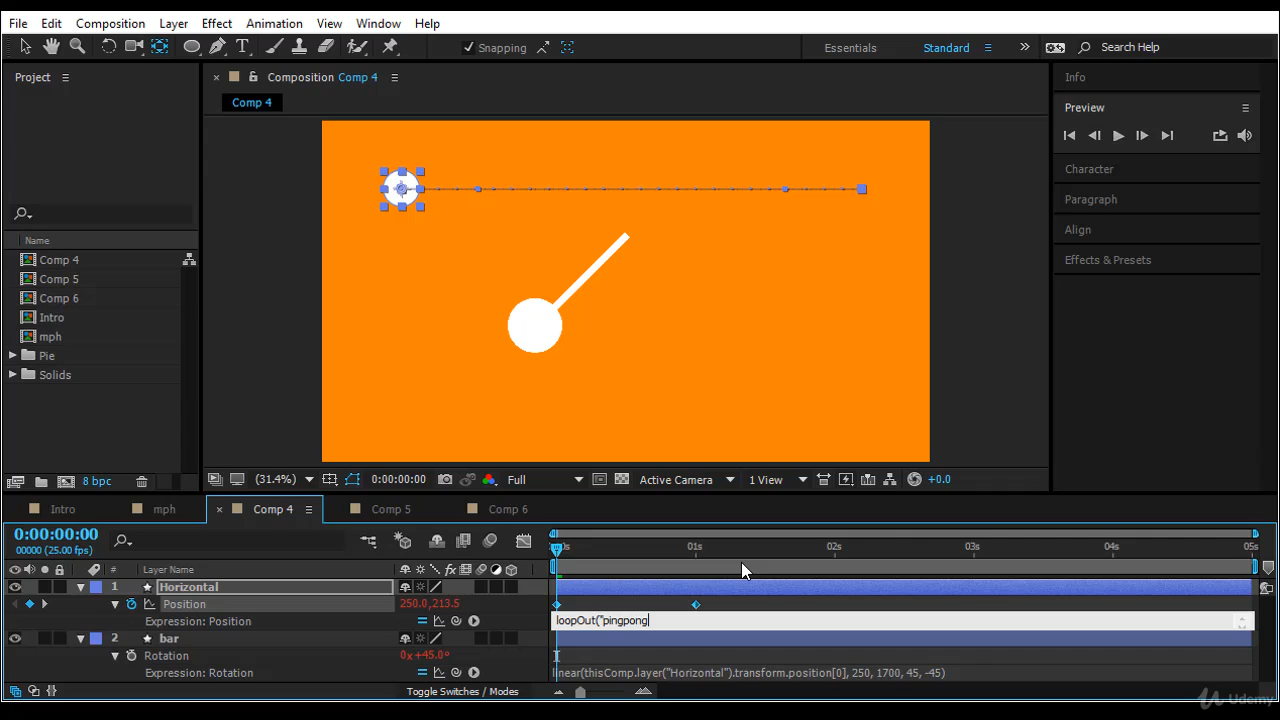 File Edit Composition Layer Effect Animation View Window Help
Snapping Essentials Standard Search Help
Project
Composition Comp 4
Info
Comp 4
Preview
Character
Paragraph
Align
Effects & Presets
Name
Comp 4
Comp 5
Comp 6
Intro
mph
Pie
Solids
8 bpc (31.4%) 0:00:00:00 Full Active Camera 1 View +0.0
Intro mph Comp 4 Comp 5 Comp 6
0:00:00:00
00000 (25.00 fps)
01s 02s 03s 04s 05s
# Layer Name
1 Horizontal
Position 250.0,213.5
Expression: Position loopOut("pingpong
2 bar
Rotation 0x+45.0°
Expression: Rotation linear(thisComp.layer("Horizontal").transform.position[0], 250, 1700, 45, -45)
Toggle Switches / Modes
Udemy